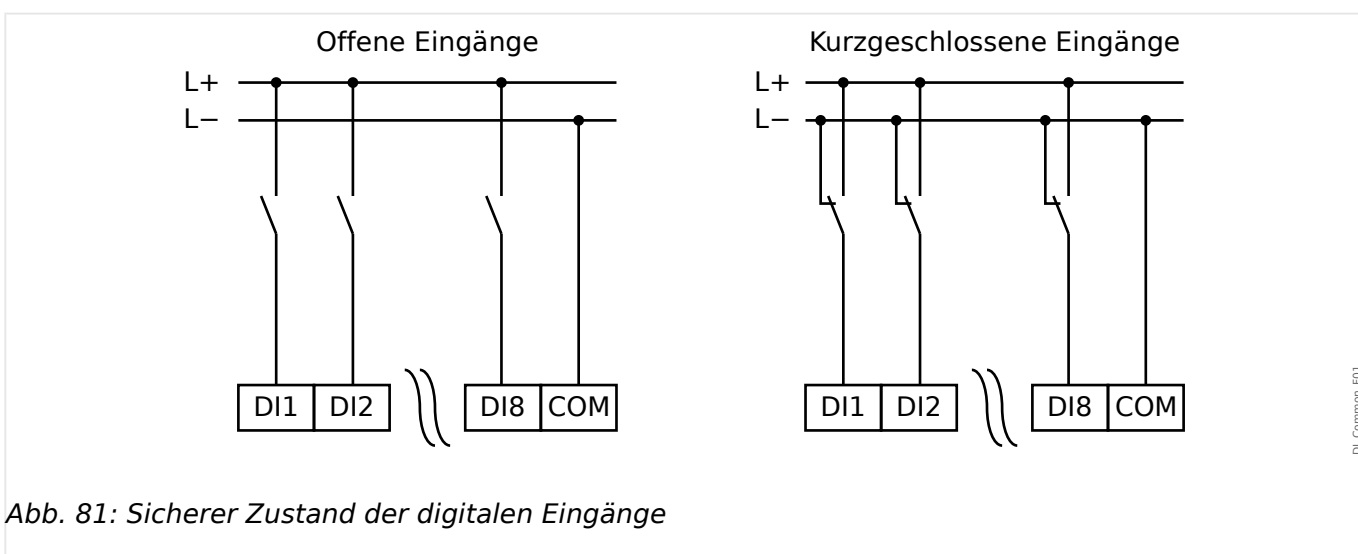 Offene Eingänge
L+
L−
DI1 DI2 DI8 COM
Kurzgeschlossene Eingänge
L+
L−
DI1 DI2 DI8 COM
DI_Common_E01
Abb. 81: Sicherer Zustand der digitalen Eingänge